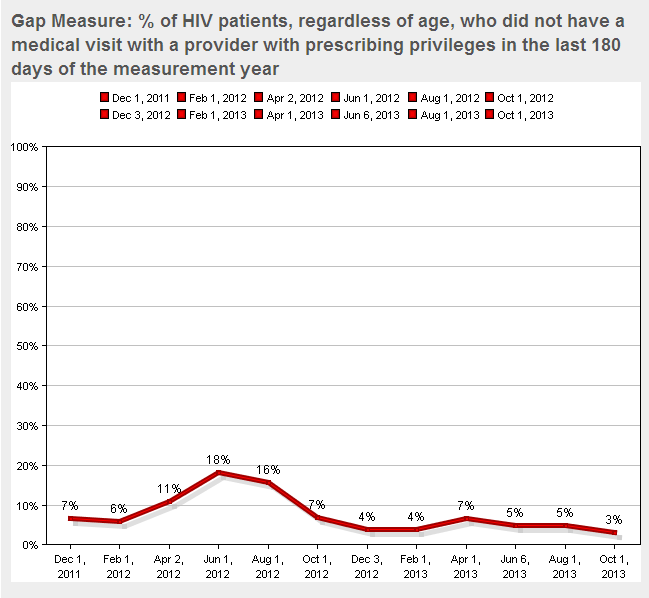 Gap Measure: % of HIV patients, regardless of age, who did not have a
medical visit with a provider with prescribing privileges in the last 180
days of the measurement year
Dec 1, 2011 Feb 1, 2012 Apr 2, 2012 Jun 1, 2012 Aug 1, 2012 Oct 1, 2012
Dec 3, 2012 Feb 1, 2013 Apr 1, 2013 Jun 6, 2013 Aug 1, 2013 Oct 1, 2013
100%
90%
80%
70%
60%
50%
40%
30%
20%
10%
0%
7% 6% 11% 18% 16% 7% 4% 4% 7% 5% 5% 3%
Dec 1, Feb 1, Apr 2, Jun 1, Aug 1, Oct 1, Dec 3, Feb 1, Apr 1, Jun 6, Aug 1, Oct 1,
2011 2012 2012 2012 2012 2012 2012 2013 2013 2013 2013 2013